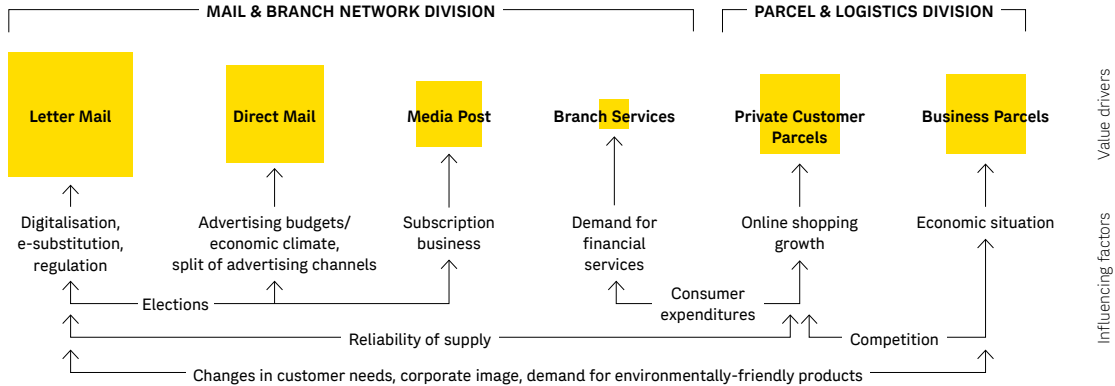 MAIL & BRANCH NETWORK DIVISION
PARCEL & LOGISTICS DIVISION
Letter Mail
Direct Mail
Media Post
Branch Services
Private Customer
Parcels
Business Parcels
Value drivers
Digitalisation,
e-substitution,
regulation
Advertising budgets/
economic climate,
split of advertising channels
Subscription
business
Demand for
financial
services
Online shopping
growth
Economic situation
Influencing factors
Elections
Consumer
expenditures
Reliability of supply
Competition
Changes in customer needs, corporate image, demand for environmentally-friendly products